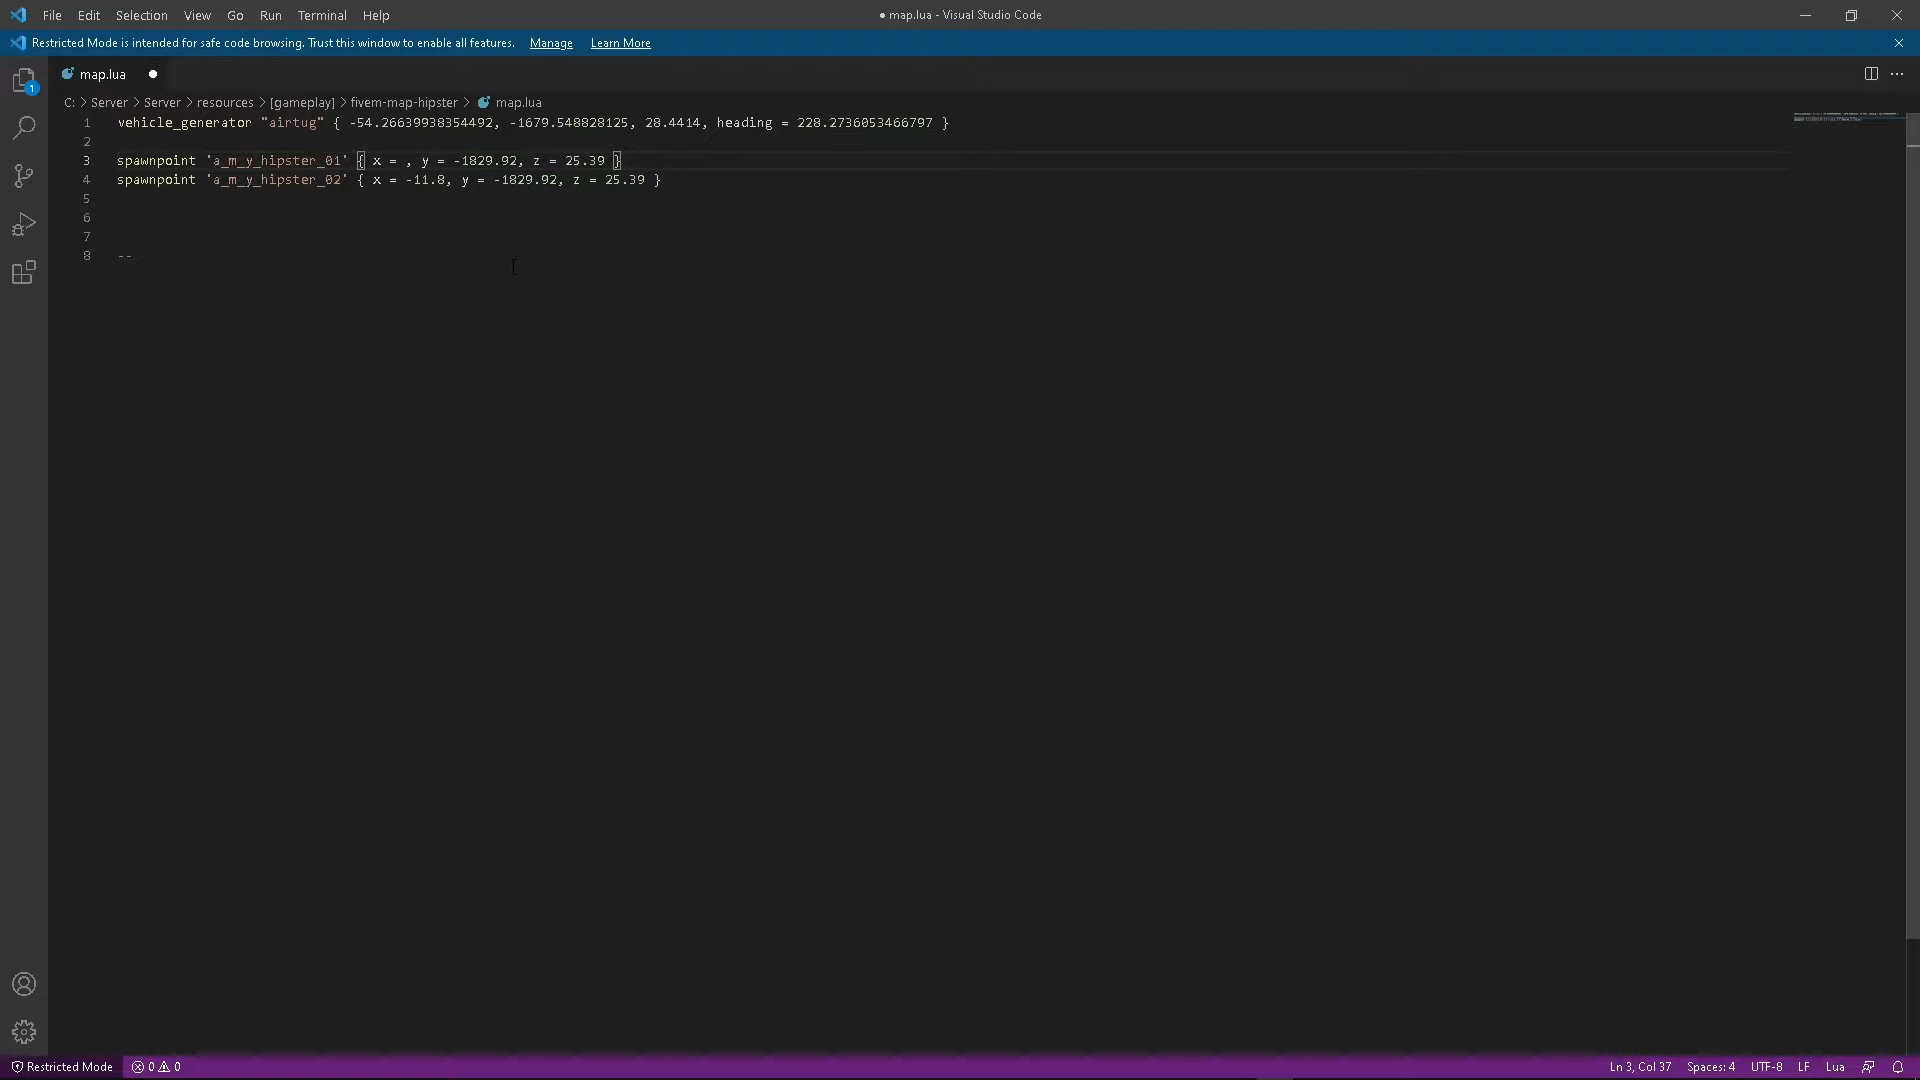 File Edit Selection View Go Run Terminal Help
● map.lua - Visual Studio Code
Restricted Mode is intended for safe code browsing. Trust this window to enable all features. Manage Learn More
map.lua
C: > Server > Server > resources > [gameplay] > fivem-map-hipster > map.lua
1 vehicle_generator "airtug" { -54.26639938354492, -1679.548828125, 28.4414, heading = 228.2736053466797 }
2
3 spawnpoint 'a_m_y_hipster_01' { x = , y = -1829.92, z = 25.39 }
4 spawnpoint 'a_m_y_hipster_02' { x = -11.8, y = -1829.92, z = 25.39 }
5
6
7
8 --
1
Restricted Mode 0 0 Ln 3, Col 37 Spaces: 4 UTF-8 LF Lua